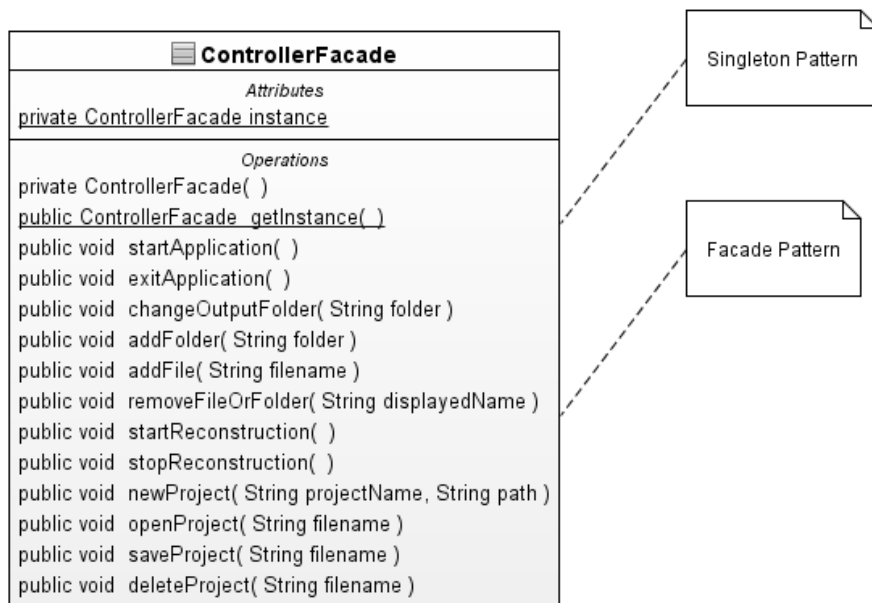 ControllerFacade
Attributes
private ControllerFacade instance
Operations
private ControllerFacade( )
public ControllerFacade getInstance( )
public void startApplication( )
public void exitApplication( )
public void changeOutputFolder( String folder )
public void addFolder( String folder )
public void addFile( String filename )
public void removeFileOrFolder( String displayedName )
public void startReconstruction( )
public void stopReconstruction( )
public void newProject( String projectName, String path )
public void openProject( String filename )
public void saveProject( String filename )
public void deleteProject( String filename )
Singleton Pattern
Facade Pattern